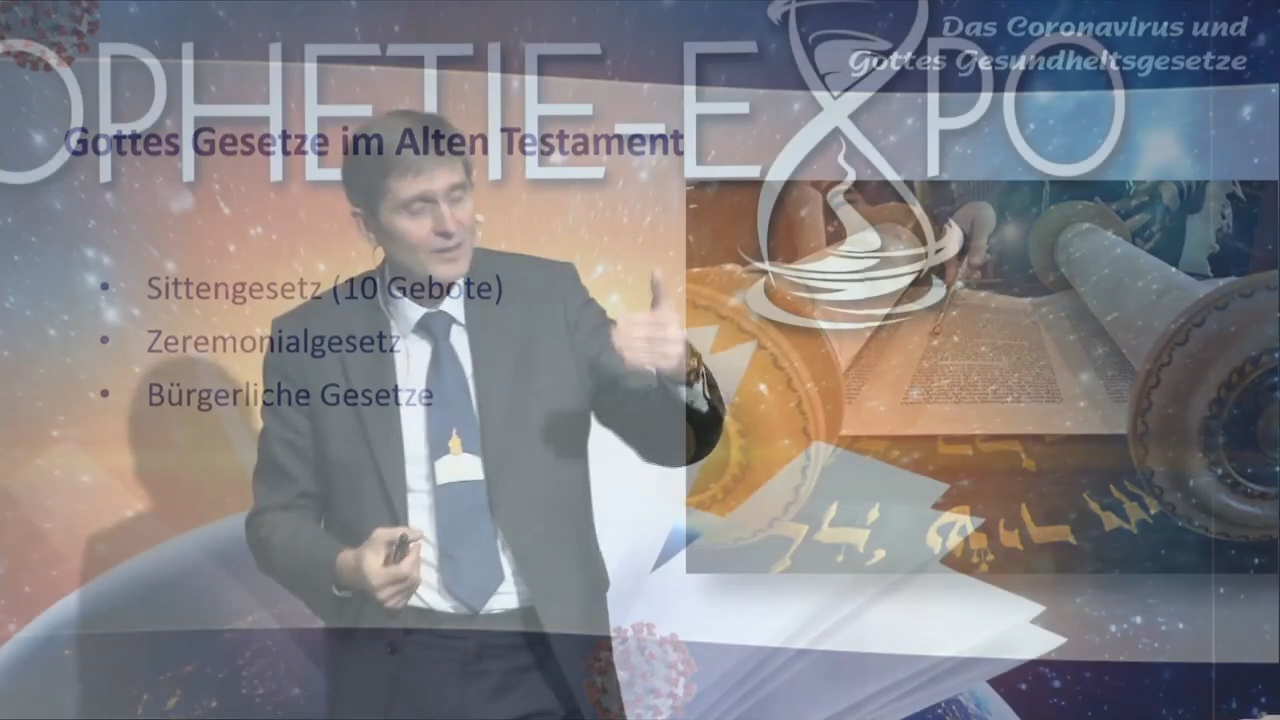 Das Coronavirus und
Gottes Gesundheitsgesetze
OPHETIE-EXPO
Gottes Gesetze im Alten Testament
• Sittengesetz (10 Gebote)
• Zeremonialgesetz
• Bürgerliche Gesetze